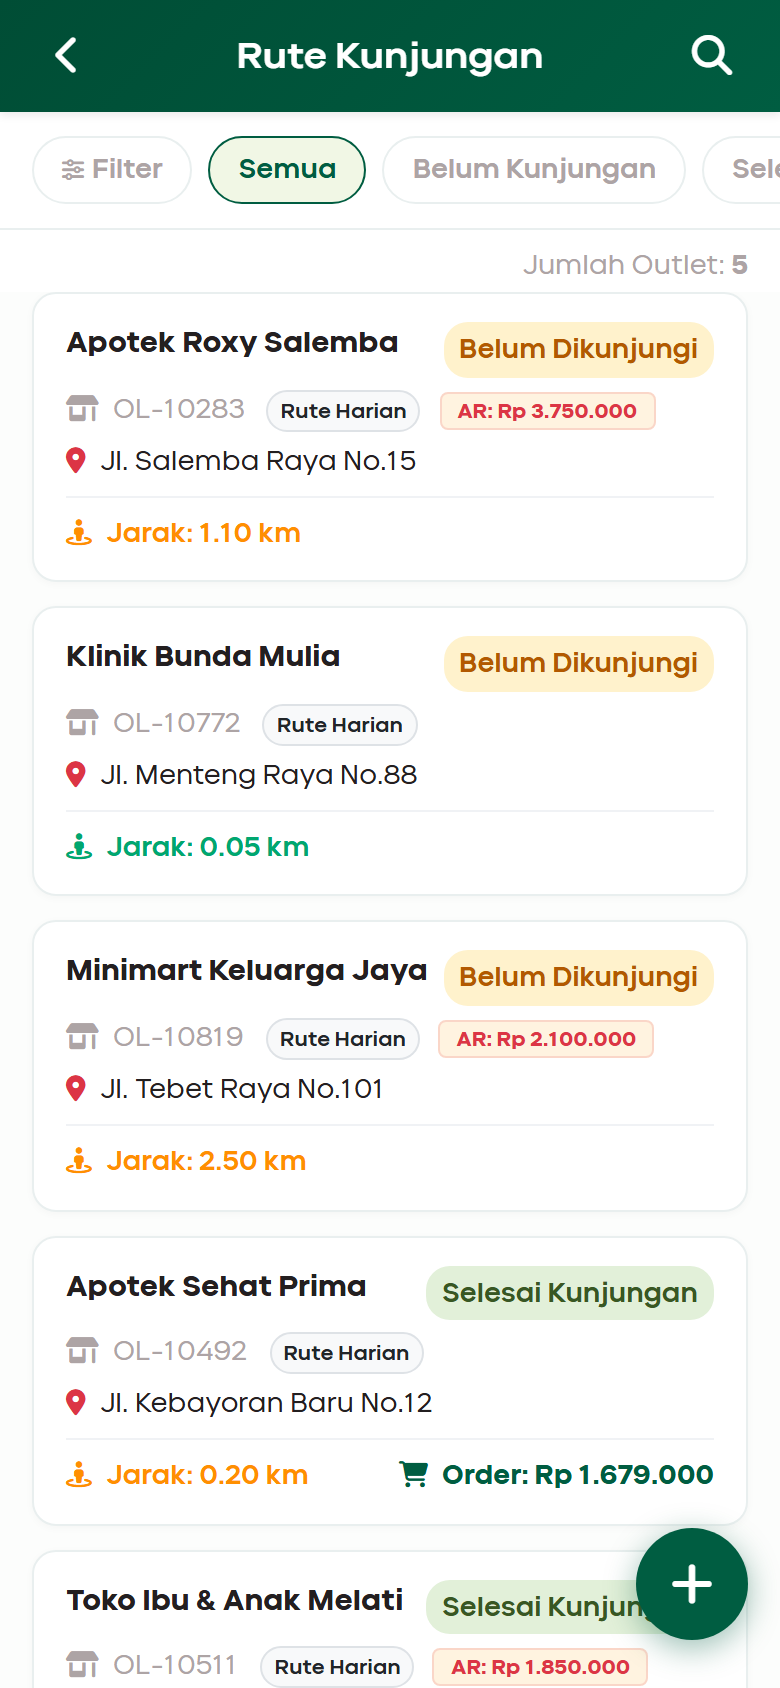 Rute Kunjungan
Filter
Semua
Belum Kunjungan
Sele
Jumlah Outlet: 5
Apotek Roxy Salemba
Belum Dikunjungi
OL-10283
Rute Harian
AR: Rp 3.750.000
Jl. Salemba Raya No.15
Jarak: 1.10 km
Klinik Bunda Mulia
Belum Dikunjungi
OL-10772
Rute Harian
Jl. Menteng Raya No.88
Jarak: 0.05 km
Minimart Keluarga Jaya
Belum Dikunjungi
OL-10819
Rute Harian
AR: Rp 2.100.000
Jl. Tebet Raya No.101
Jarak: 2.50 km
Apotek Sehat Prima
Selesai Kunjungan
OL-10492
Rute Harian
Jl. Kebayoran Baru No.12
Jarak: 0.20 km
Order: Rp 1.679.000
Toko Ibu & Anak Melati
Selesai Kunjun
OL-10511
Rute Harian
AR: Rp 1.850.000